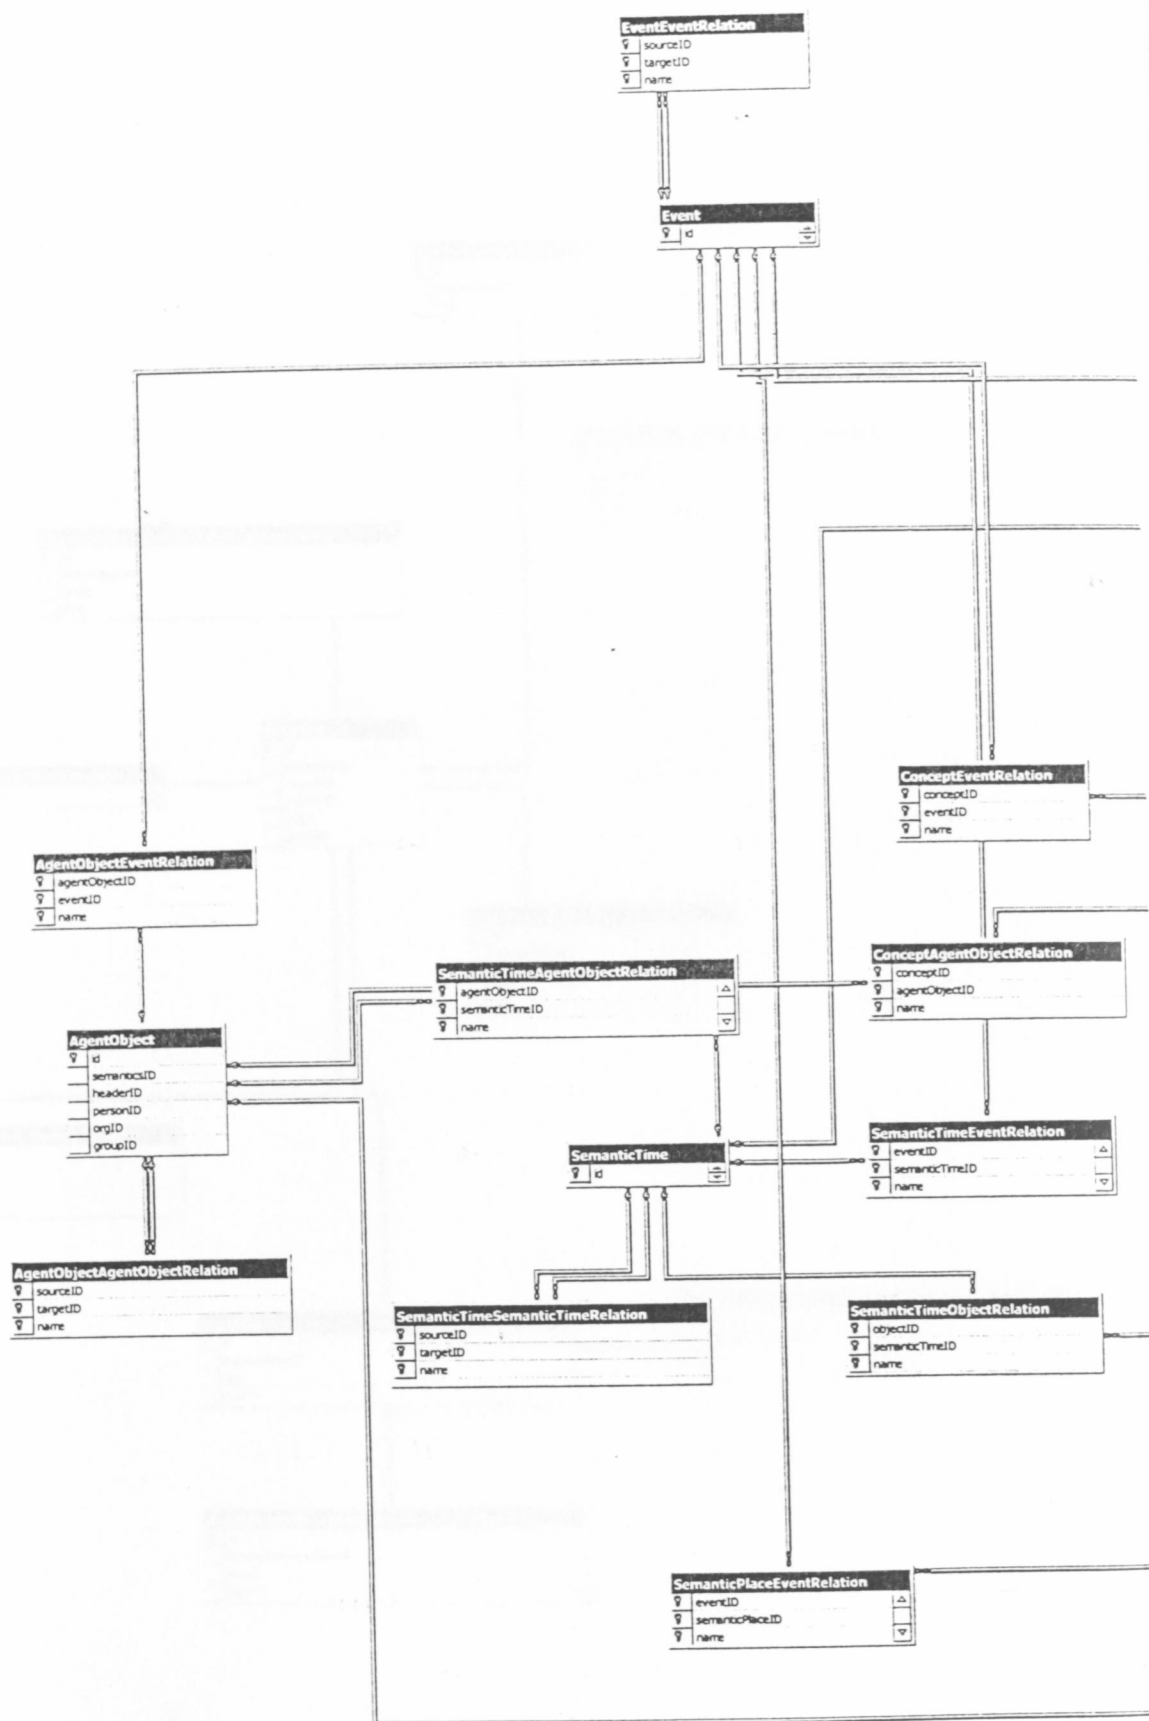 EventEventRelation
sourceID
targetID
name
Event
id
ConceptEventRelation
conceptID
eventID
name
AgentObjectEventRelation
agentObjectID
eventID
name
ConceptAgentObjectRelation
conceptID
agentObjectID
name
SemanticTimeAgentObjectRelation
agentObjectID
semanticTimeID
name
AgentObject
id
semanticsID
headerID
personID
orgID
groupID
SemanticTimeEventRelation
eventID
semanticTimeID
name
SemanticTime
id
AgentObjectAgentObjectRelation
sourceID
targetID
name
SemanticTimeSemanticTimeRelation
sourceID
targetID
name
SemanticTimeObjectRelation
objectID
semanticTimeID
name
SemanticPlaceEventRelation
eventID
semanticPlaceID
name